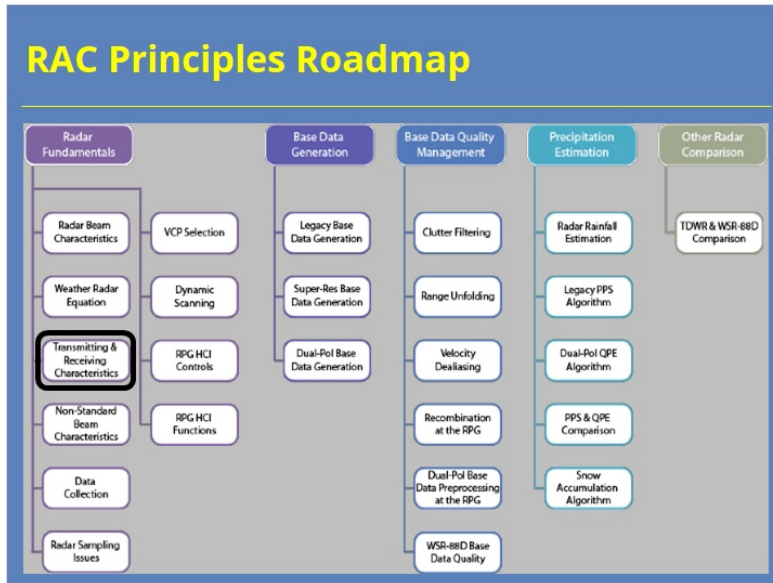 RAC Principles Roadmap
Radar
Fundamentals
Radar Beam
Characteristics
Weather Radar
Equation
Transmitting &
Receiving
Characteristics
Non-Standard
Beam
Characteristics
Data
Collection
Radar Sampling
Issues
VCP Selection
Dynamic
Scanning
RPG HCI
Controls
RPG HCI
Functions
Base Data
Generation
Legacy Base
Data Generation
Super-Res Base
Data Generation
Dual-Pol Base
Data Generation
Base Data Quality
Management
Clutter Filtering
Range Unfolding
Velocity
Dealiasing
Recombination
at the RPG
Dual-Pol Base
Data Preprocessing
at the RPG
WSR-88D Base
Data Quality
Precipitation
Estimation
Radar Rainfall
Estimation
Legacy PPS
Algorithm
Dual-Pol QPE
Algorithm
PPS & QPE
Comparison
Snow
Accumulation
Algorithm
Other Radar
Comparison
TDWR & WSR-88D
Comparison